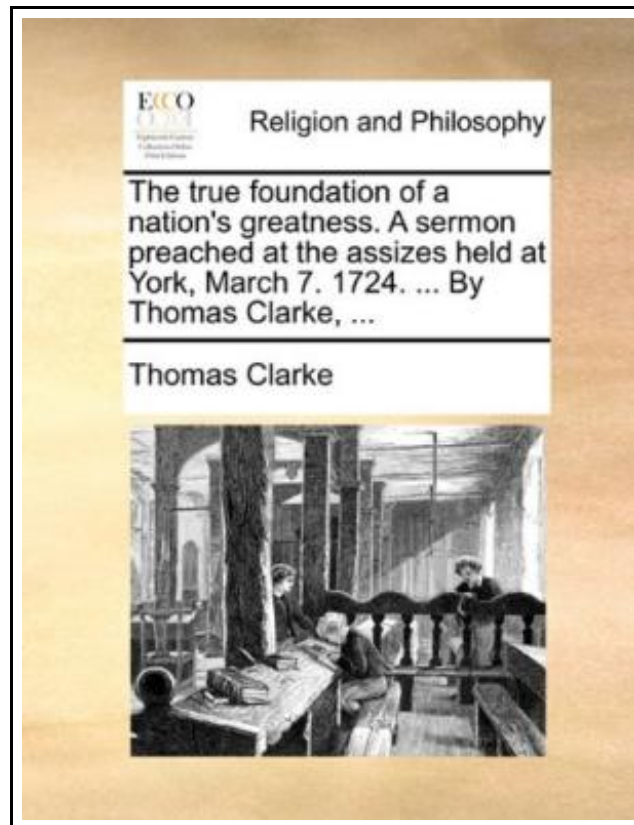 ECCO
Religion and Philosophy
The true foundation of a
nation's greatness. A sermon
preached at the assizes held at
York, March 7. 1724. ... By
Thomas Clarke, ...
Thomas Clarke